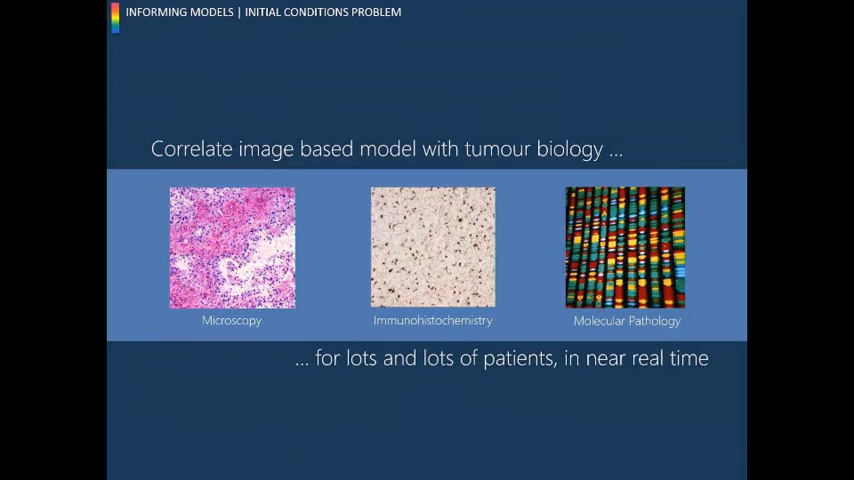 INFORMING MODELS | INITIAL CONDITIONS PROBLEM
Correlate image based model with tumour biology ...
Microscopy
Immunohistochemistry
Molecular Pathology
... for lots and lots of patients, in near real time